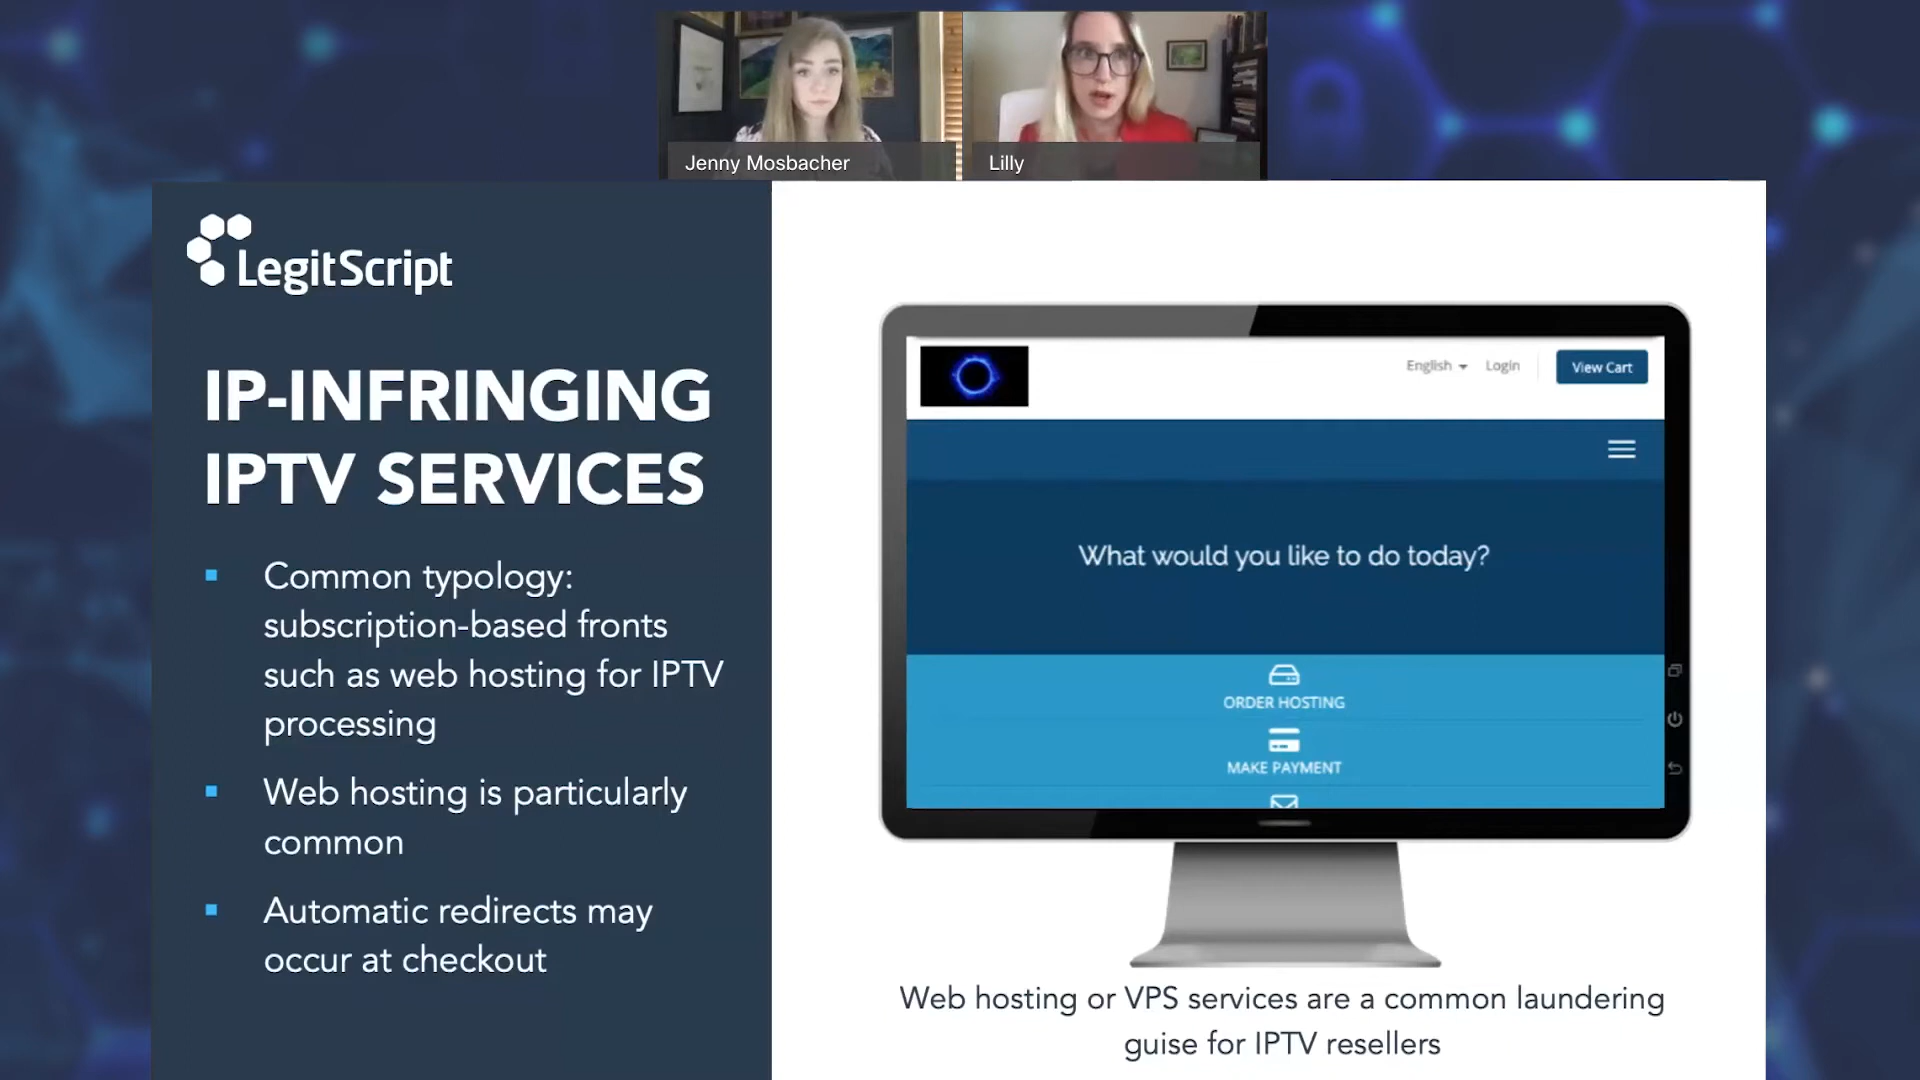 Jenny Mosbacher
Lilly
LegitScript
IP-INFRINGING
IPTV SERVICES
Common typology:
subscription-based fronts
such as web hosting for IPTV
processing
Web hosting is particularly
common
Automatic redirects may
occur at checkout
English
Login
View Cart
What would you like to do today?
ORDER HOSTING
MAKE PAYMENT
Web hosting or VPS services are a common laundering
guise for IPTV resellers